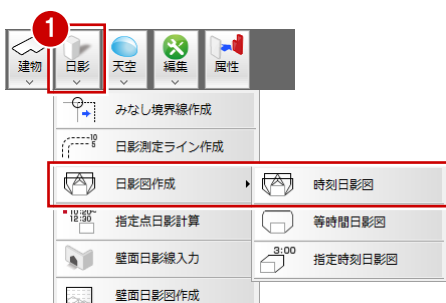 1
建物 日影 天空 編集 属性
みなし境界線作成
10
5
日影測定ライン作成
日影図作成 時刻日影図
10:20~
12:30
指定点日影計算 等時間日影図
壁面日影線入力 3:00 指定時刻日影図
壁面日影図作成